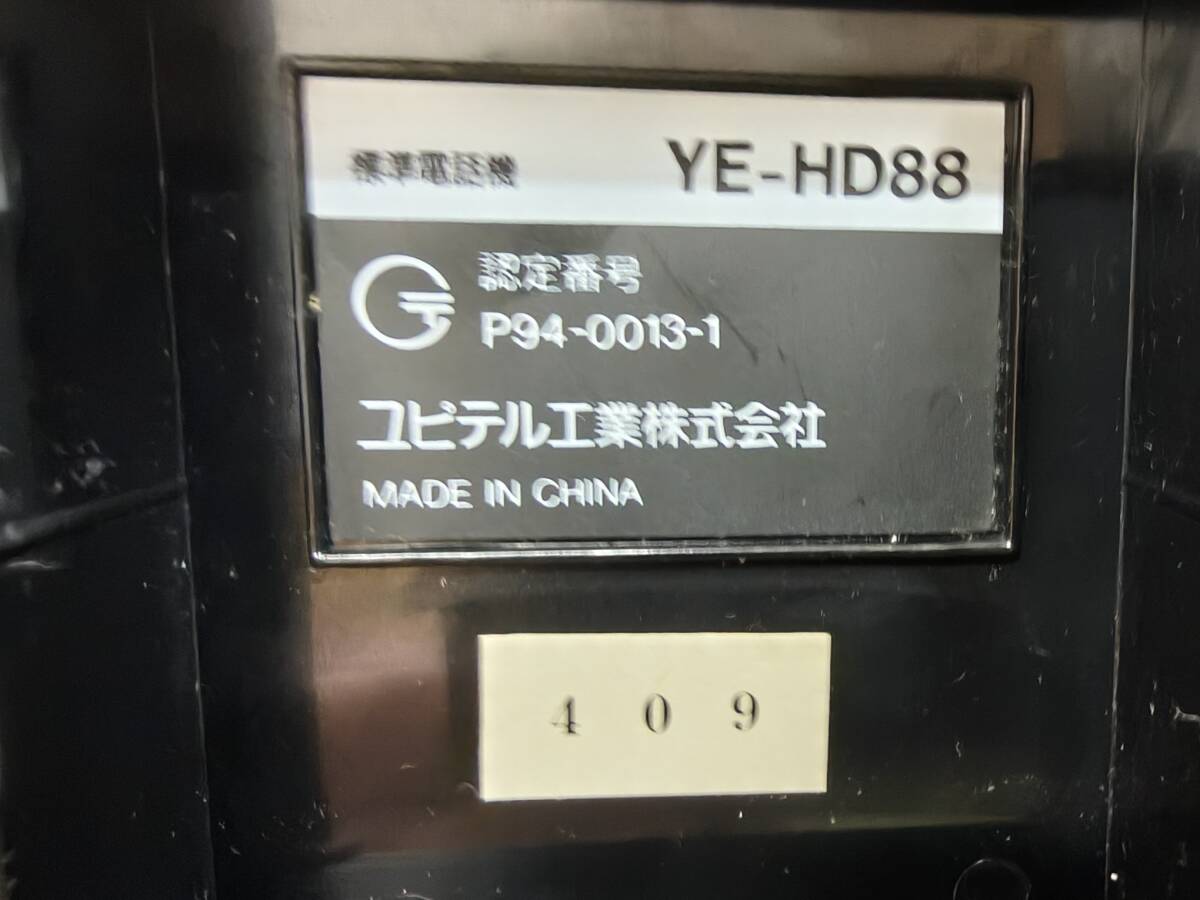 標準電話機 YE-HD88
認定番号
P94-0013-1
ユピテル工業株式会社
MADE IN CHINA
4 0 9